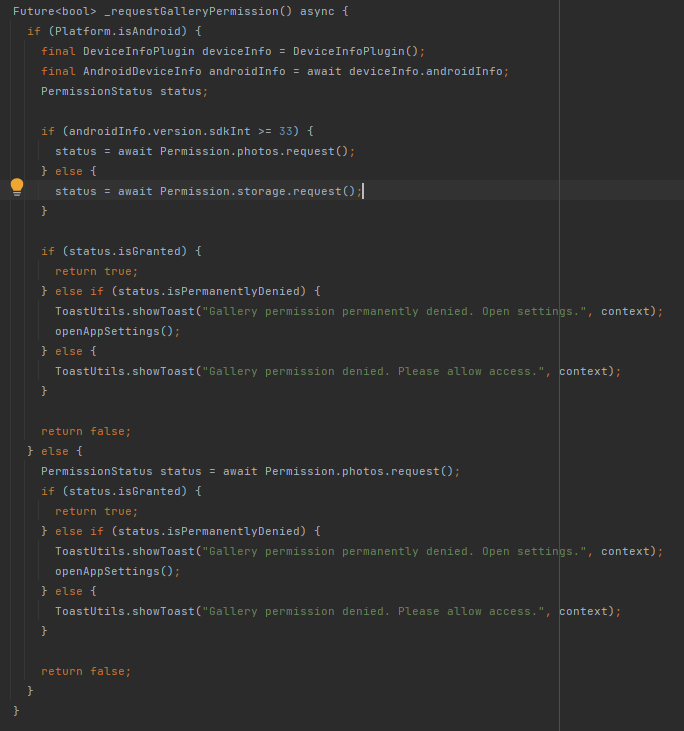 Future<bool> _requestGalleryPermission() async {
  if (Platform.isAndroid) {
    final DeviceInfoPlugin deviceInfo = DeviceInfoPlugin();
    final AndroidDeviceInfo androidInfo = await deviceInfo.androidInfo;
    PermissionStatus status;

    if (androidInfo.version.sdkInt >= 33) {
      status = await Permission.photos.request();
    } else {
      status = await Permission.storage.request();
    }

    if (status.isGranted) {
      return true;
    } else if (status.isPermanentlyDenied) {
      ToastUtils.showToast("Gallery permission permanently denied. Open settings.", context);
      openAppSettings();
    } else {
      ToastUtils.showToast("Gallery permission denied. Please allow access.", context);
    }

    return false;
  } else {
    PermissionStatus status = await Permission.photos.request();
    if (status.isGranted) {
      return true;
    } else if (status.isPermanentlyDenied) {
      ToastUtils.showToast("Gallery permission permanently denied. Open settings.", context);
      openAppSettings();
    } else {
      ToastUtils.showToast("Gallery permission denied. Please allow access.", context);
    }

    return false;
  }
}